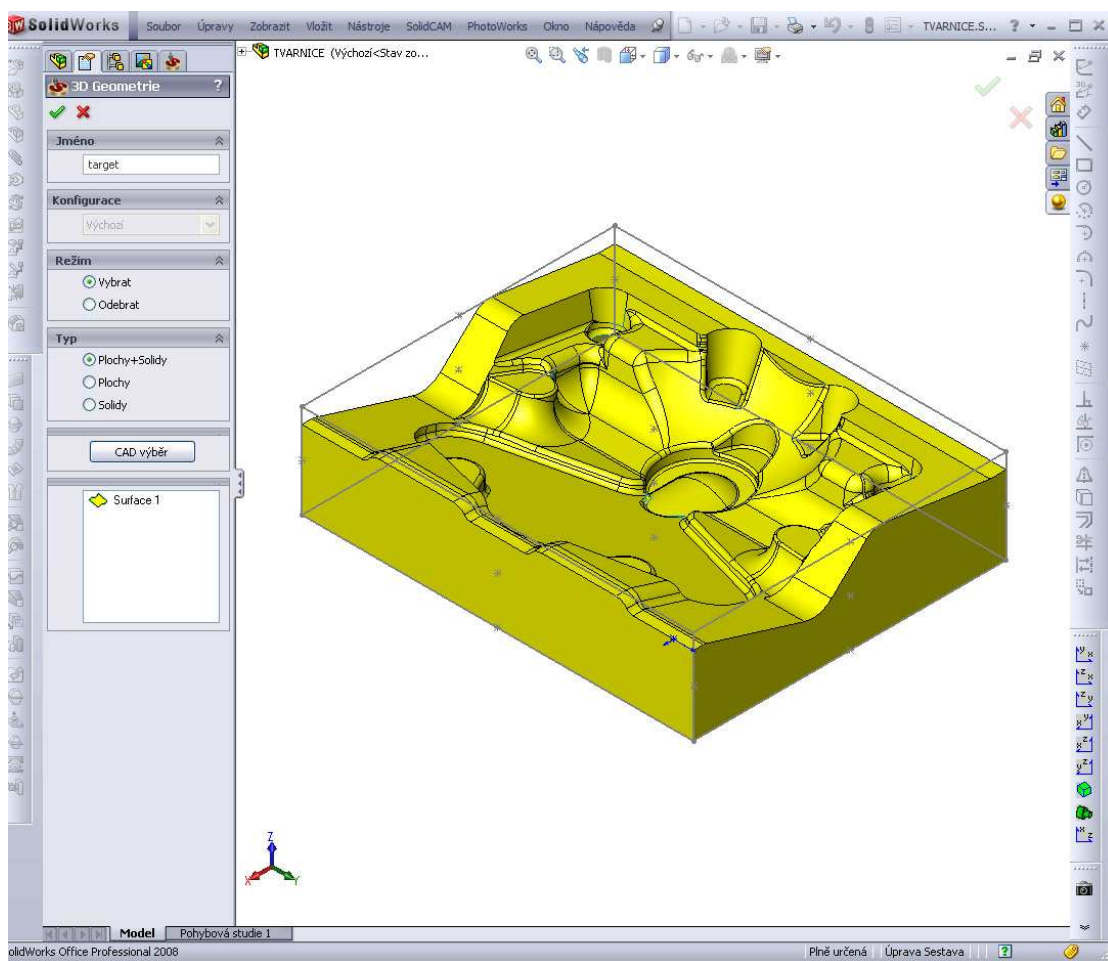 SolidWorks Soubor Úpravy Zobrazit Vložit Nástroje SolidCAM PhotoWorks Okno Nápověda TVARNICE.S... ?
TVARNICE (Výchozí<Stav zo...
3D Geometrie ?
Jméno
target
Konfigurace
Výchozí
Režim
Vybrat
Odebrat
Typ
Plochy+Solidy
Plochy
Solidy
CAD výběr
Surface 1
Z
X
Y
Model Pohybová studie 1
olidWorks Office Professional 2008 Plně určená Úprava Sestava ?